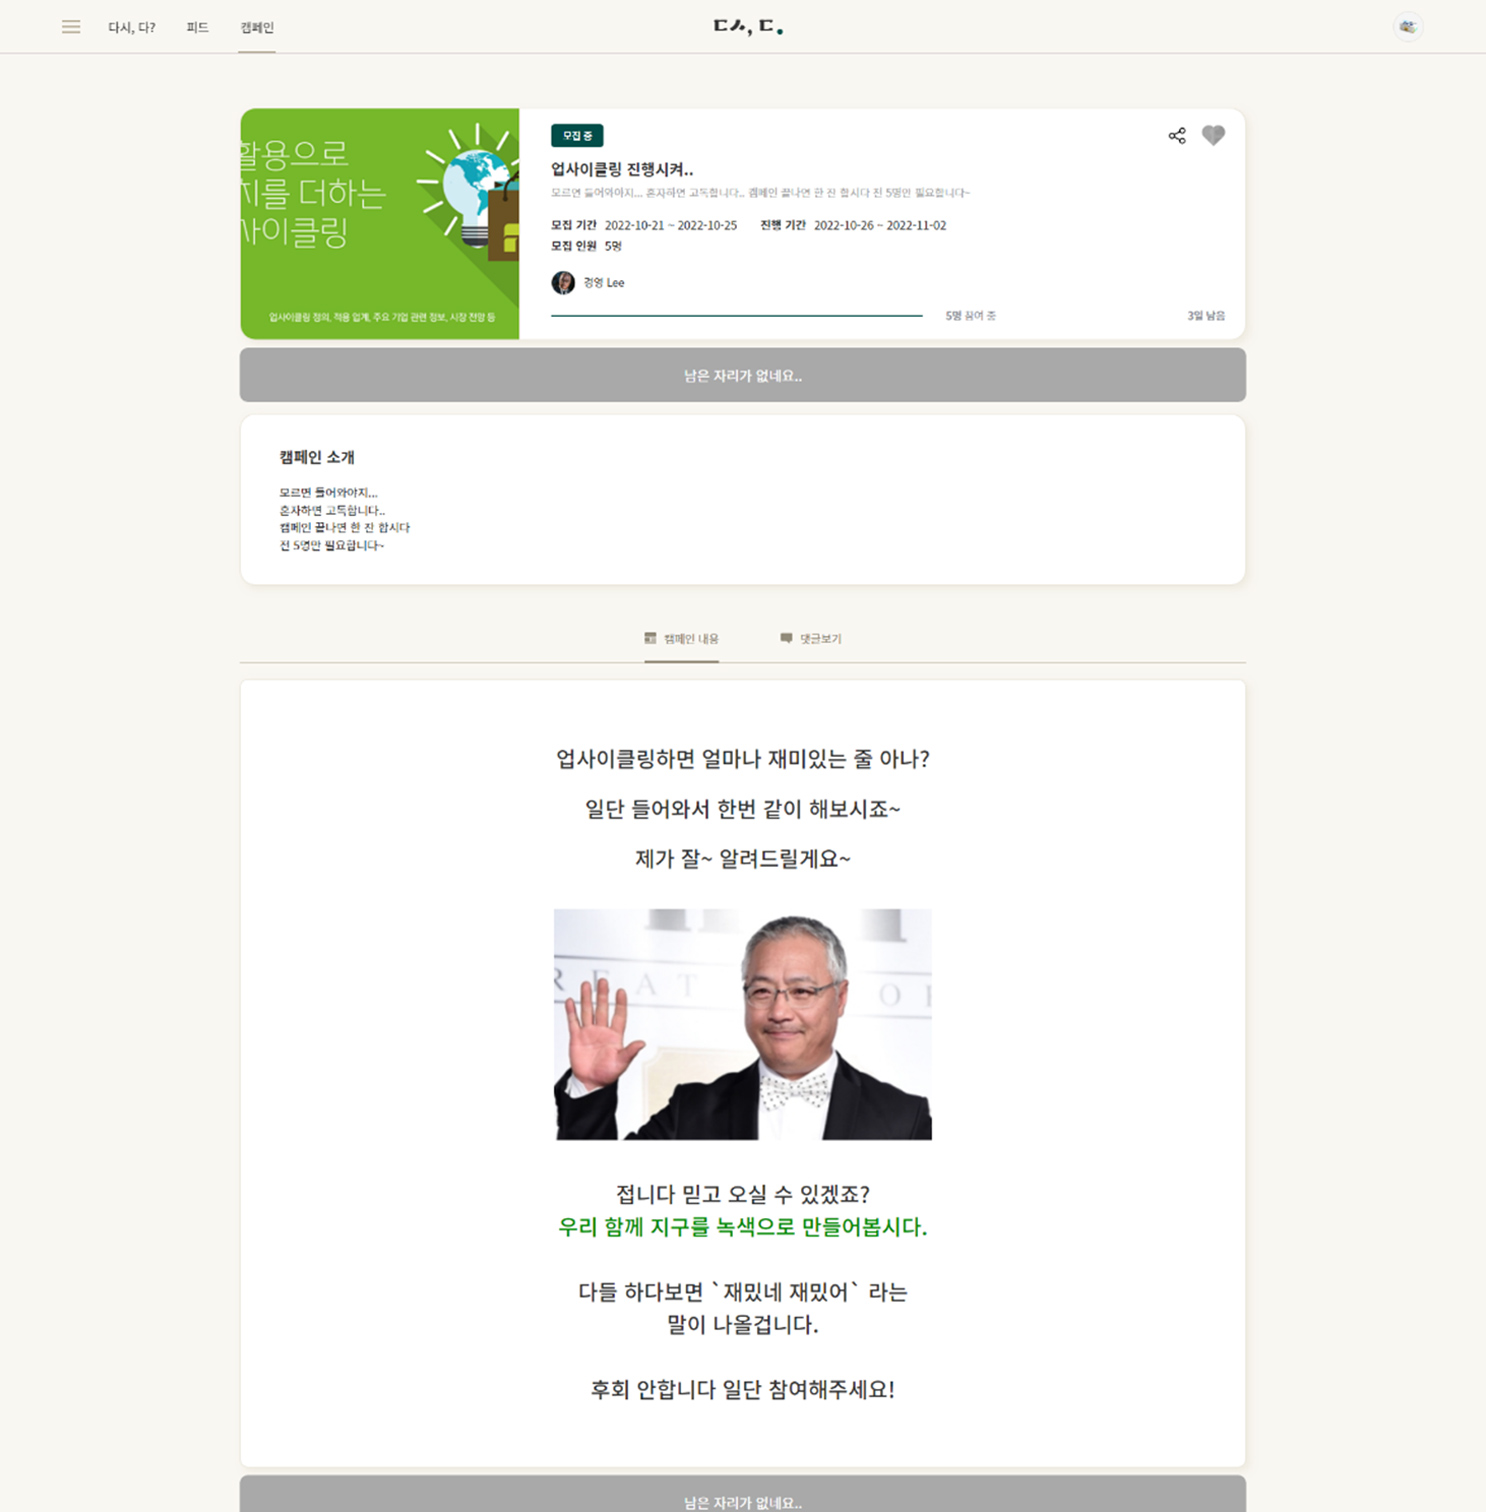 다시, 다?
피드
캠페인
ㄷㅅ, ㄷ.
활용으로
치를 더하는
사이클링
업사이클링 정의, 적용 업계, 주요 기업 관련 정보, 시장 전망 등
모집 중
업사이클링 진행시켜..
모르면 들어와야지... 혼자하면 고독합니다.. 캠페인 끝나면 한 잔 합시다 전 5명만 필요합니다~
모집 기간 2022-10-21 ~ 2022-10-25 진행 기간 2022-10-26 ~ 2022-11-02
모집 인원 5명
경영 Lee
5명 참여 중
3일 남음
남은 자리가 없네요..
캠페인 소개
모르면 들어와야지...
혼자하면 고독합니다..
캠페인 끝나면 한 잔 합시다
전 5명만 필요합니다~
캠페인 내용
댓글보기
업사이클링하면 얼마나 재미있는 줄 아나?
일단 들어와서 한번 같이 해보시죠~
제가 잘~ 알려드릴게요~
REAT
접니다 믿고 오실 수 있겠죠?
우리 함께 지구를 녹색으로 만들어봅시다.
다들 하다보면 `재밌네 재밌어` 라는
말이 나올겁니다.
후회 안합니다 일단 참여해주세요!
남은 자리가 없네요..